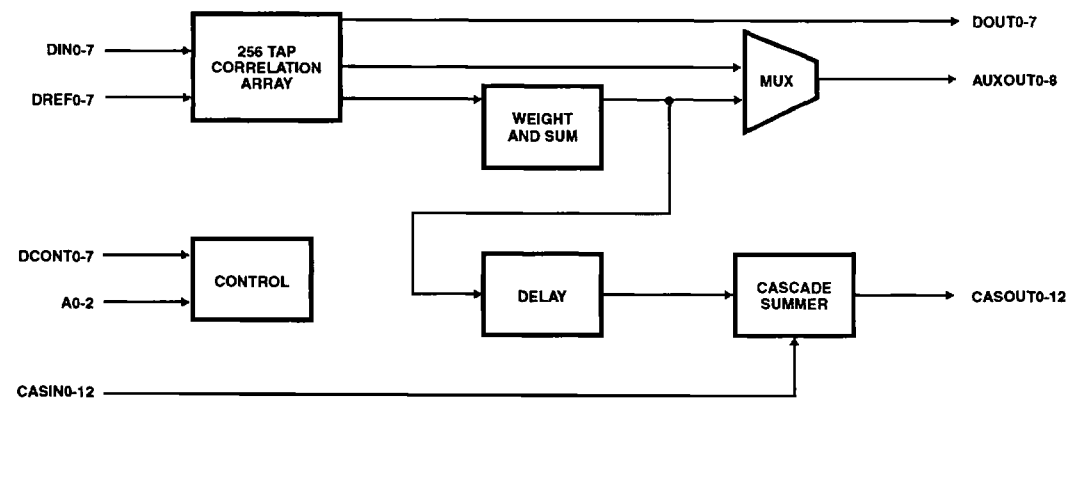 DOUT0-7
DIN0-7
256 TAP
CORRELATION
ARRAY
MUX
AUXOUT0-8
DREF0-7
WEIGHT
AND SUM
DCONT0-7
CONTROL
A0-2
DELAY
CASCADE
SUMMER
CASOUT0-12
CASIN0-12